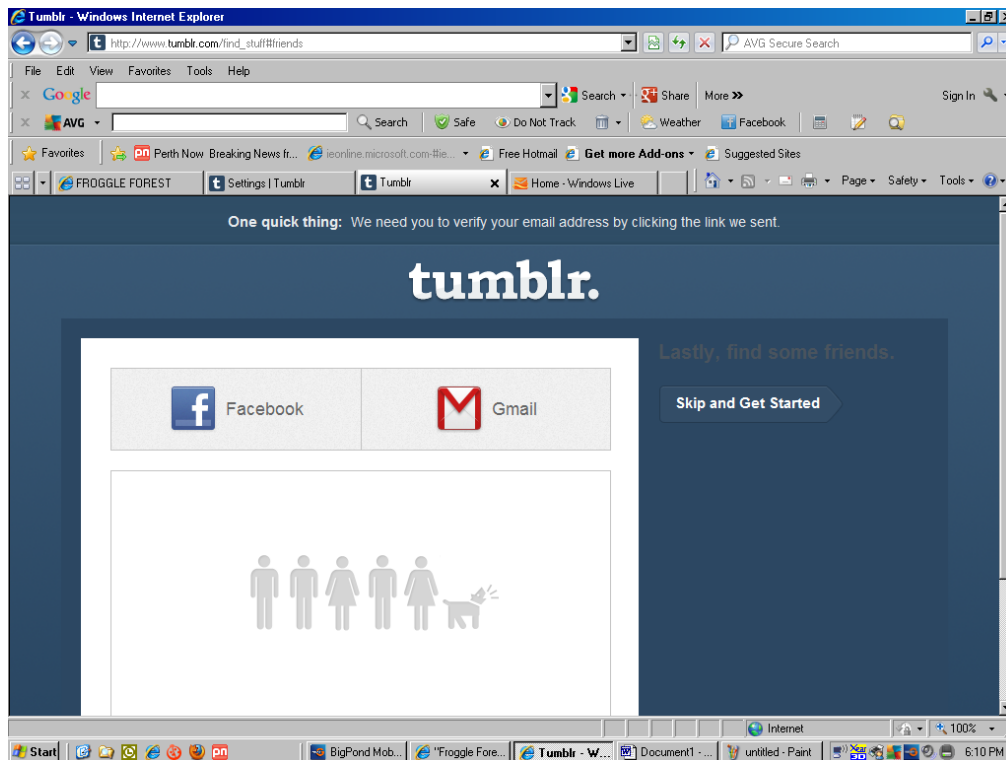 Tumblr - Windows Internet Explorer
http://www.tumblr.com/find_stuff#friends
AVG Secure Search
File Edit View Favorites Tools Help
Google Search Share More >> Sign In
AVG Search Safe Do Not Track Weather Facebook
Favorites Perth Now Breaking News fr... ieonline.microsoft.com-#ie... Free Hotmail Get more Add-ons Suggested Sites
FROGGLE FOREST Settings | Tumblr Tumblr Home - Windows Live Page Safety Tools
One quick thing: We need you to verify your email address by clicking the link we sent.
tumblr.
Lastly, find some friends.
Facebook Gmail
Skip and Get Started
Internet 100%
Start BigPond Mob... "Froggle Fore... Tumblr - W... Document1 - ... untitled - Paint 6:10 PM